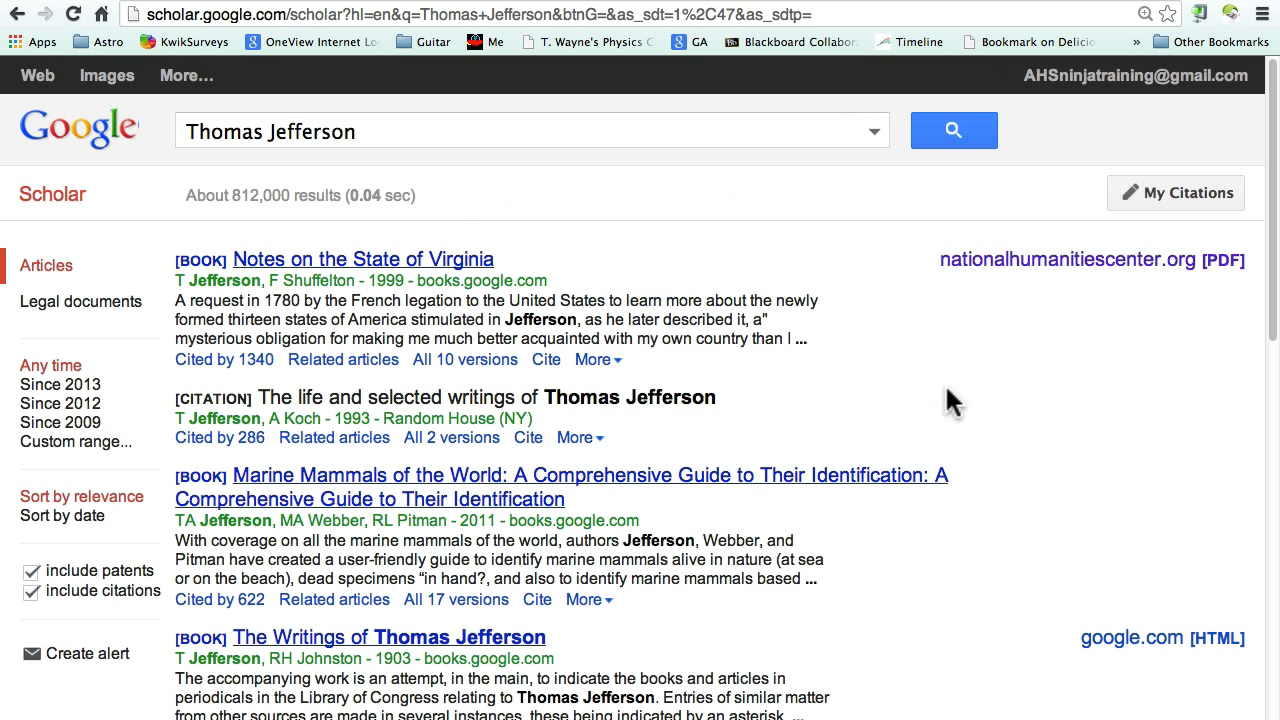 scholar.google.com/scholar?hl=en&q=Thomas+Jefferson&btnG=&as_sdt=1%2C47&as_sdtp=
Apps Astro KwikSurveys OneView Internet Lo Guitar Me T. Wayne's Physics C GA Bb Blackboard Collabor Timeline Bookmark on Delicio » Other Bookmarks
Web Images More... AHSninjatraining@gmail.com
Google Thomas Jefferson
Scholar About 812,000 results (0.04 sec) My Citations
Articles
Legal documents
Any time
Since 2013
Since 2012
Since 2009
Custom range...
Sort by relevance
Sort by date
include patents
include citations
Create alert
[BOOK] Notes on the State of Virginia nationalhumanitiescenter.org [PDF]
T Jefferson, F Shuffelton - 1999 - books.google.com
A request in 1780 by the French legation to the United States to learn more about the newly
formed thirteen states of America stimulated in Jefferson, as he later described it, a"
mysterious obligation for making me much better acquainted with my own country than I ...
Cited by 1340 Related articles All 10 versions Cite More
[CITATION] The life and selected writings of Thomas Jefferson
T Jefferson, A Koch - 1993 - Random House (NY)
Cited by 286 Related articles All 2 versions Cite More
[BOOK] Marine Mammals of the World: A Comprehensive Guide to Their Identification: A
Comprehensive Guide to Their Identification
TA Jefferson, MA Webber, RL Pitman - 2011 - books.google.com
With coverage on all the marine mammals of the world, authors Jefferson, Webber, and
Pitman have created a user-friendly guide to identify marine mammals alive in nature (at sea
or on the beach), dead specimens “in hand?, and also to identify marine mammals based ...
Cited by 622 Related articles All 17 versions Cite More
[BOOK] The Writings of Thomas Jefferson google.com [HTML]
T Jefferson, RH Johnston - 1903 - books.google.com
The accompanying work is an attempt, in the main, to indicate the books and articles in
periodicals in the Library of Congress relating to Thomas Jefferson. Entries of similar matter
from other sources are made in several instances, these being indicated by an asterisk. ...